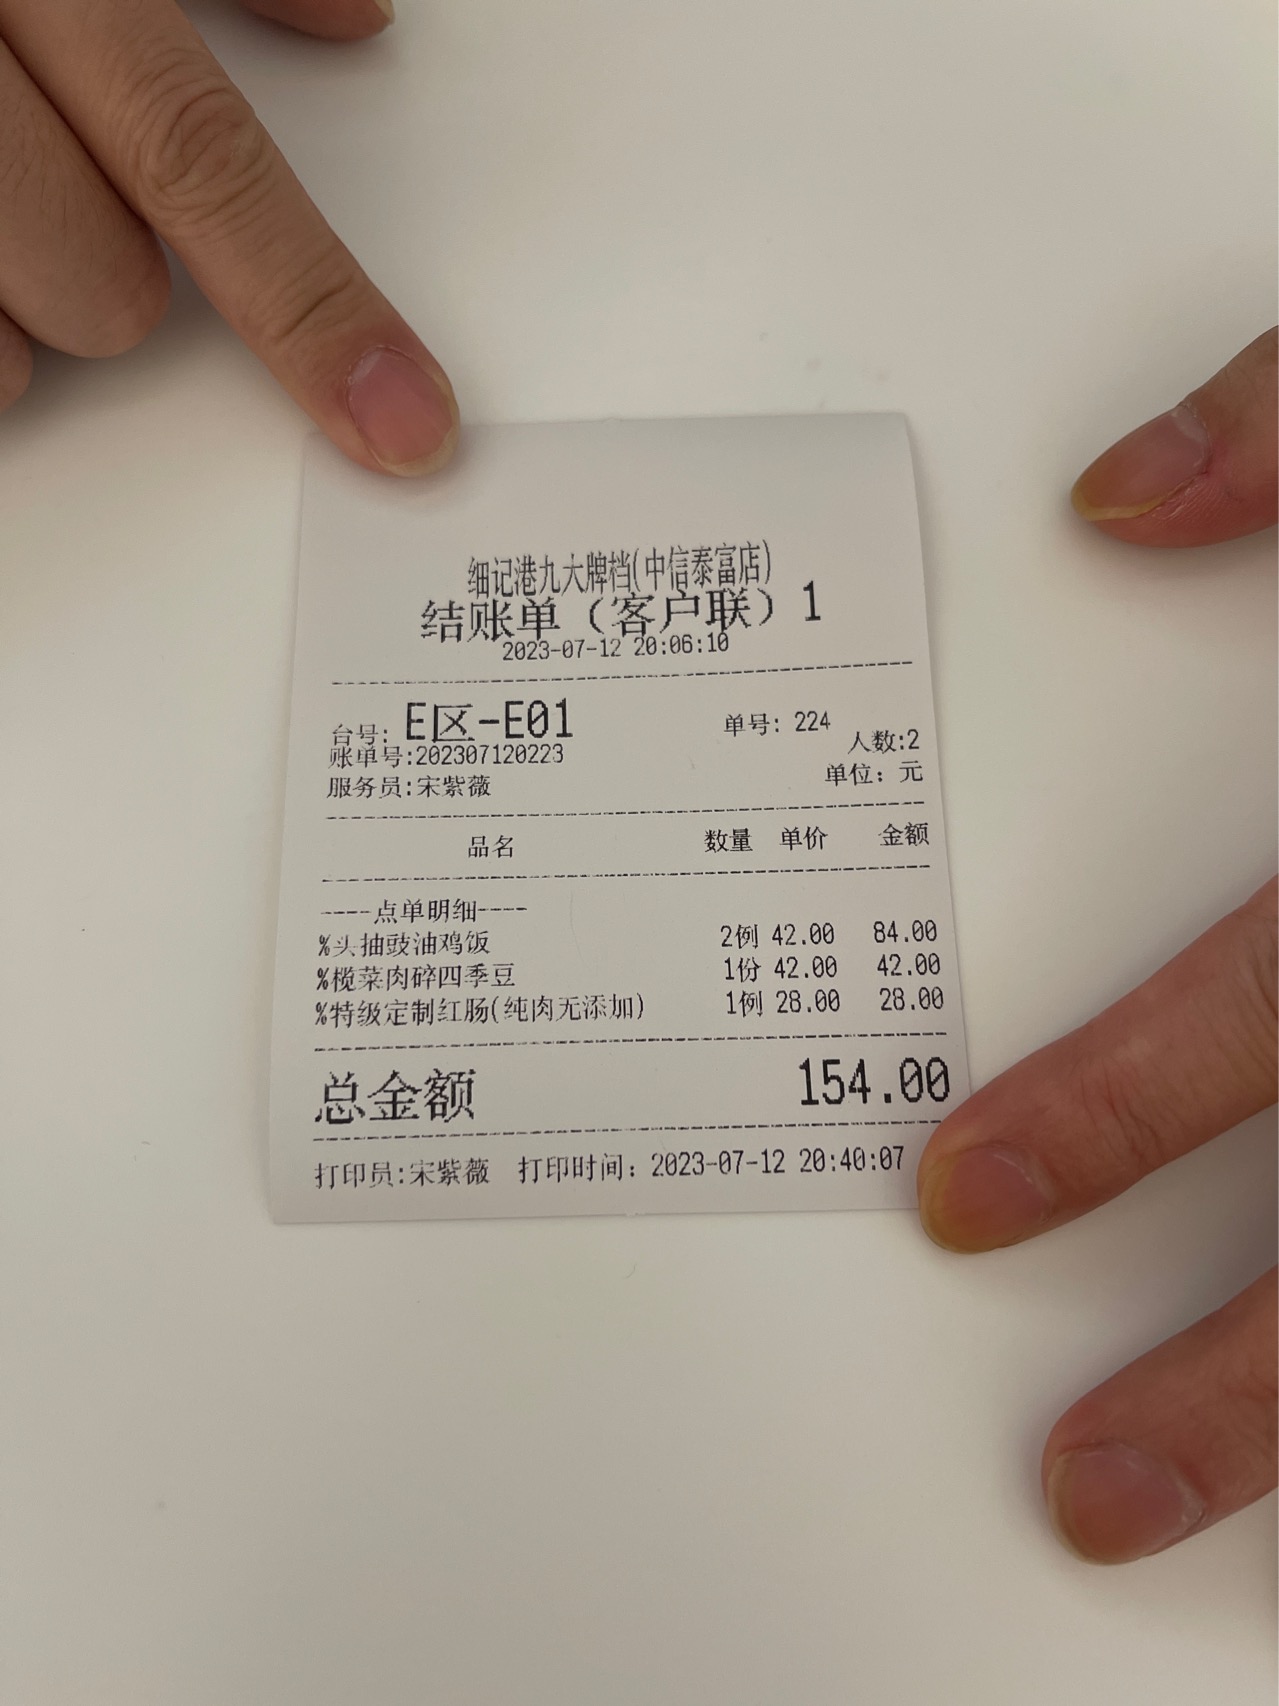 细记港九大牌档(中信泰富店)
结账单（客户联）1
2023-07-12 20:06:10
台号: E区-E01 单号: 224
账单号:202307120223 人数:2
服务员:宋紫薇 单位: 元
品名 数量 单价 金额
----点单明细----
%头抽豉油鸡饭 2例 42.00 84.00
%榄菜肉碎四季豆 1份 42.00 42.00
%特级定制红肠(纯肉无添加) 1例 28.00 28.00
总金额 154.00
打印员:宋紫薇 打印时间: 2023-07-12 20:40:07